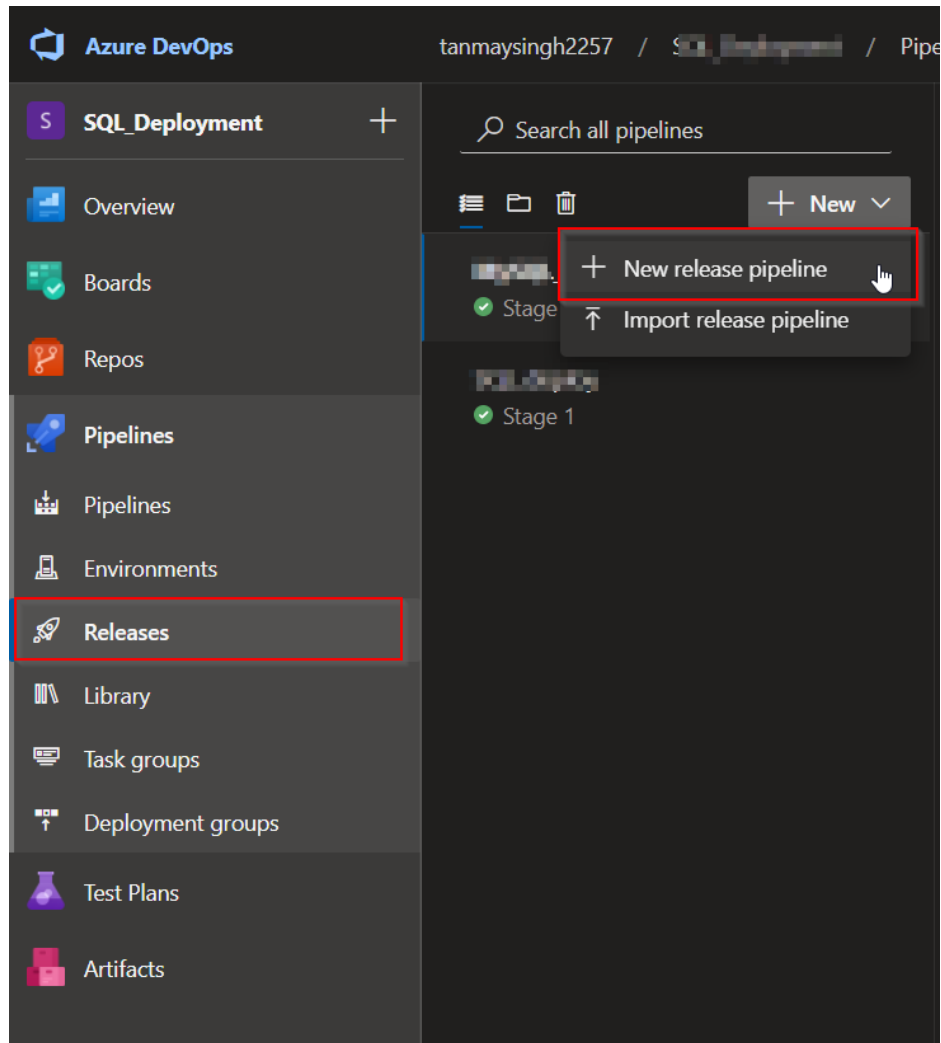 Azure DevOps
tanmaysingh2257 / / Pipe
S SQL_Deployment
Search all pipelines
Overview
New
Boards
New release pipeline
Stage
Import release pipeline
Repos
Stage 1
Pipelines
Pipelines
Environments
Releases
Library
Task groups
Deployment groups
Test Plans
Artifacts